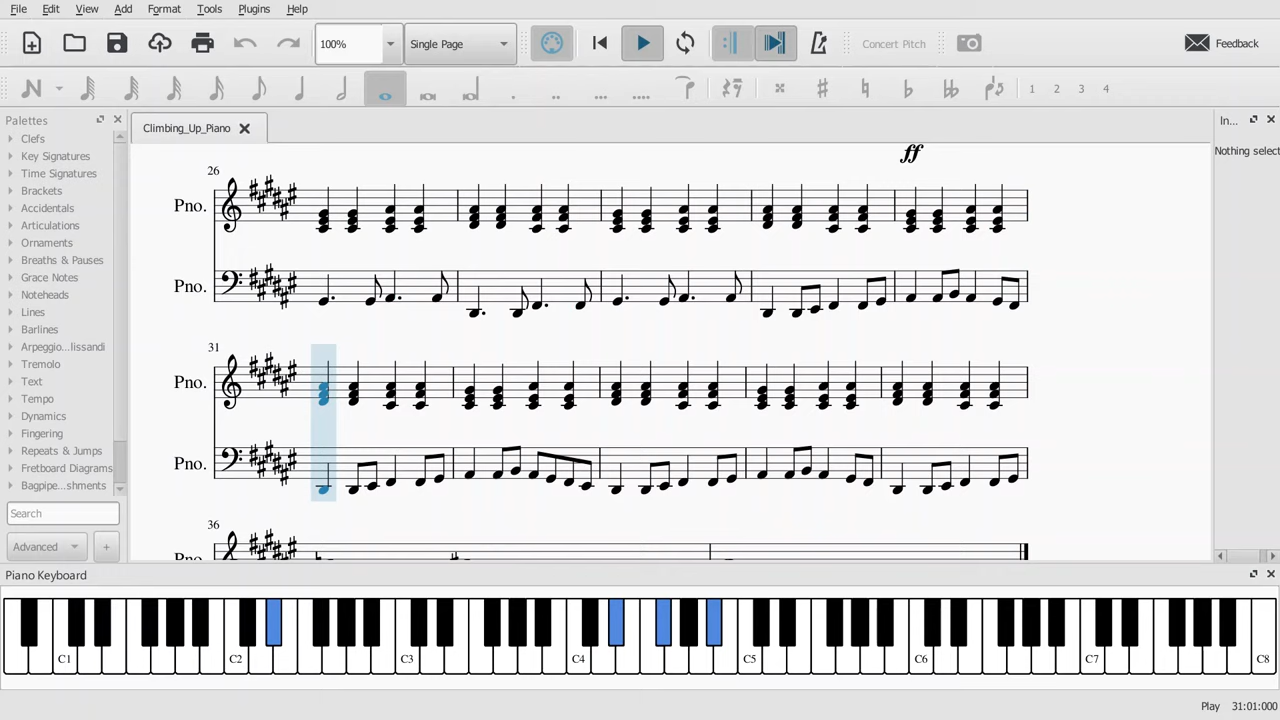 File Edit View Add Format Tools Plugins Help
100% Single Page Concert Pitch Feedback
1 2 3 4
Palettes
Climbing_Up_Piano
In...
Clefs
Key Signatures
Time Signatures
Brackets
Accidentals
Articulations
Ornaments
Breaths & Pauses
Grace Notes
Noteheads
Lines
Barlines
Arpeggio...lissandi
Tremolo
Text
Tempo
Dynamics
Fingering
Repeats & Jumps
Fretboard Diagrams
Bagpipe...shments
Search
Advanced
+
Nothing select
ff
26
Pno.
Pno.
31
Pno.
Pno.
36
Pno.
Piano Keyboard
C1 C2 C3 C4 C5 C6 C7 C8
Play 31:01:000